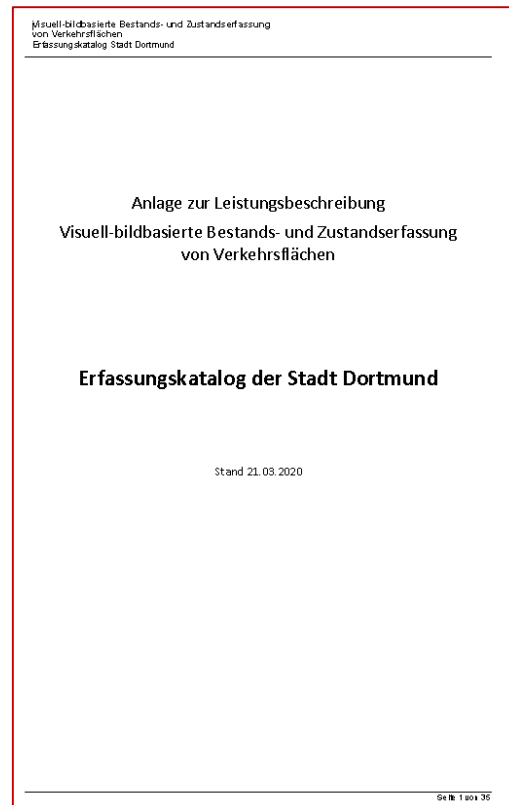 Visuell-bildbasierte Bestands- und Zustandserfassung
von Verkehrsflächen
Erfassungskatalog Stadt Dortmund
Anlage zur Leistungsbeschreibung
Visuell-bildbasierte Bestands- und Zustandserfassung
von Verkehrsflächen
Erfassungskatalog der Stadt Dortmund
Stand 21.03.2020
Seite 1 von 35